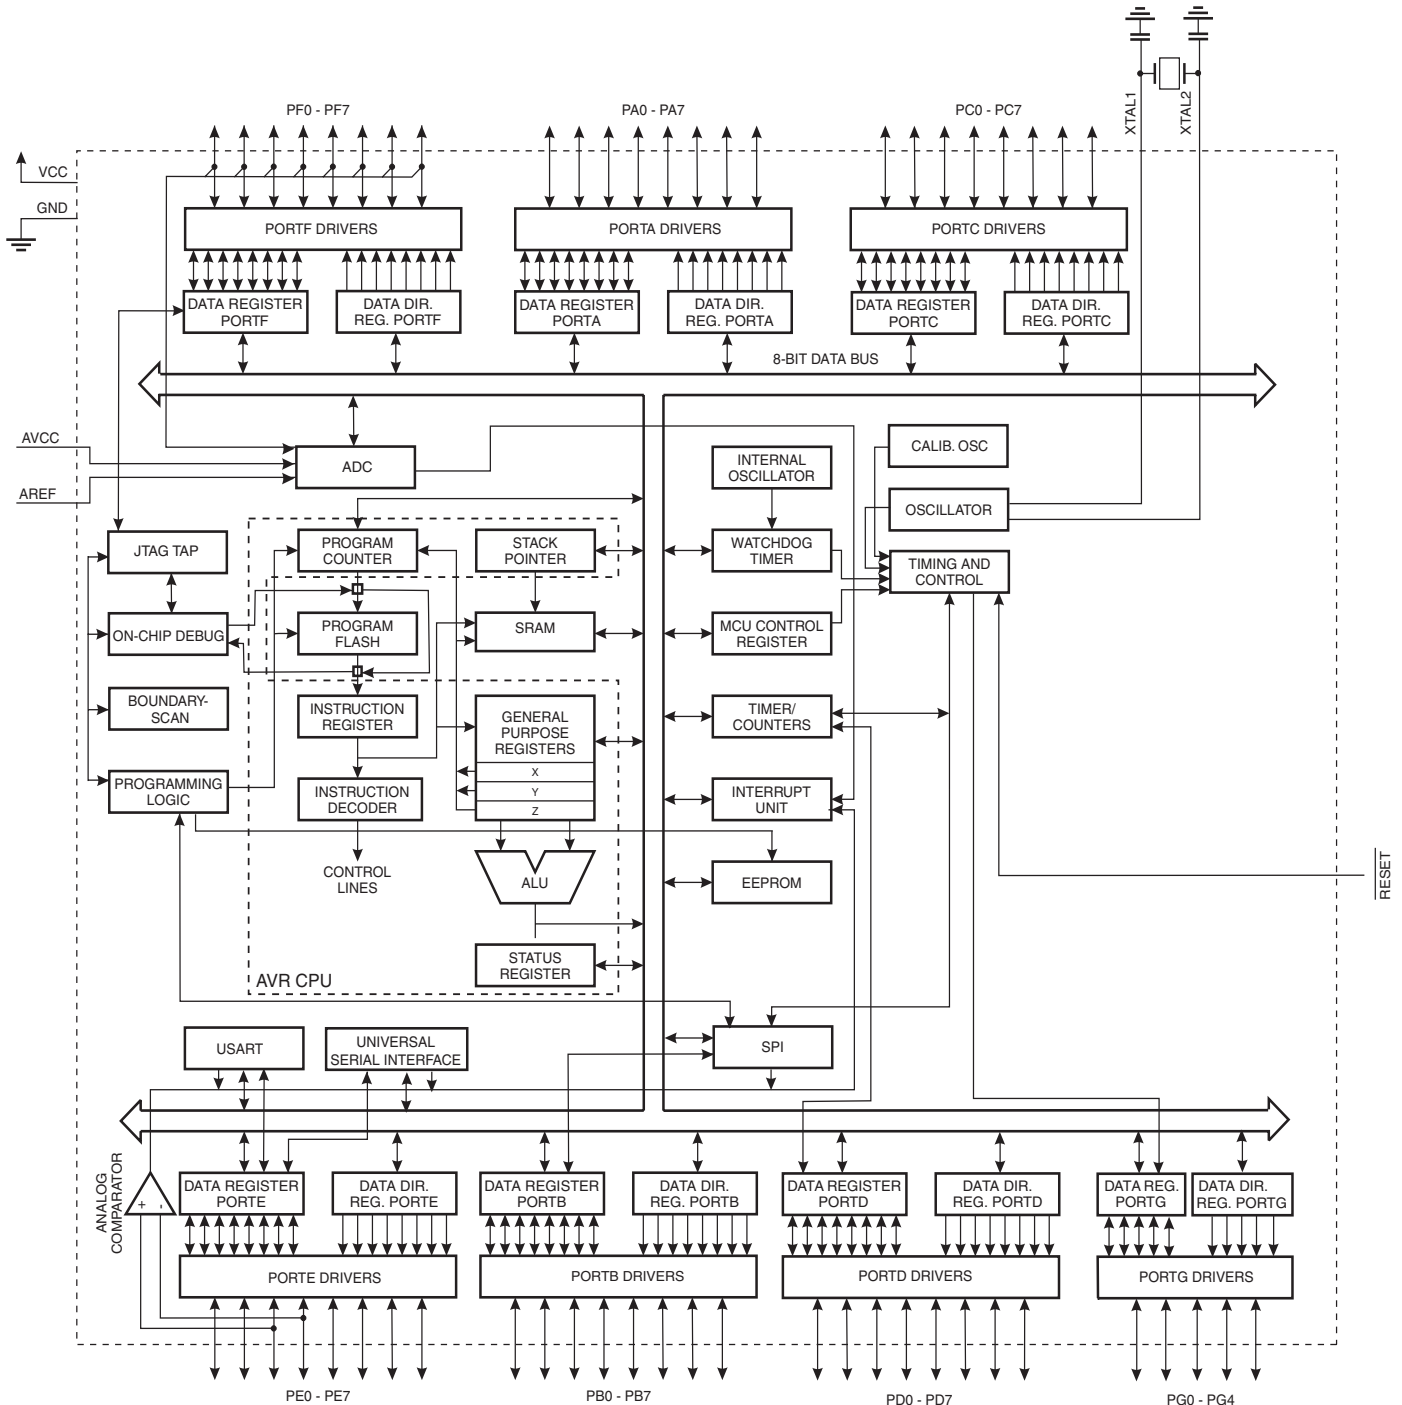 XTAL1
XTAL2
PF0 - PF7
PA0 - PA7
PC0 - PC7
VCC
GND
PORTF DRIVERS
PORTA DRIVERS
PORTC DRIVERS
DATA REGISTER
PORTF
DATA DIR.
REG. PORTF
DATA REGISTER
PORTA
DATA DIR.
REG. PORTA
DATA REGISTER
PORTC
DATA DIR.
REG. PORTC
8-BIT DATA BUS
AVCC
AREF
ADC
INTERNAL
OSCILLATOR
CALIB. OSC
OSCILLATOR
JTAG TAP
PROGRAM
COUNTER
STACK
POINTER
WATCHDOG
TIMER
TIMING AND
CONTROL
ON-CHIP DEBUG
PROGRAM
FLASH
SRAM
MCU CONTROL
REGISTER
BOUNDARY-
SCAN
INSTRUCTION
REGISTER
GENERAL
PURPOSE
REGISTERS
X
Y
Z
TIMER/
COUNTERS
PROGRAMMING
LOGIC
INSTRUCTION
DECODER
INTERRUPT
UNIT
CONTROL
LINES
ALU
EEPROM
RESET
STATUS
REGISTER
AVR CPU
USART
UNIVERSAL
SERIAL INTERFACE
SPI
ANALOG
COMPARATOR
+
-
DATA REGISTER
PORTE
DATA DIR.
REG. PORTE
DATA REGISTER
PORTB
DATA DIR.
REG. PORTB
DATA REGISTER
PORTD
DATA DIR.
REG. PORTD
DATA REG.
PORTG
DATA DIR.
REG. PORTG
PORTE DRIVERS
PORTB DRIVERS
PORTD DRIVERS
PORTG DRIVERS
PE0 - PE7
PB0 - PB7
PD0 - PD7
PG0 - PG4